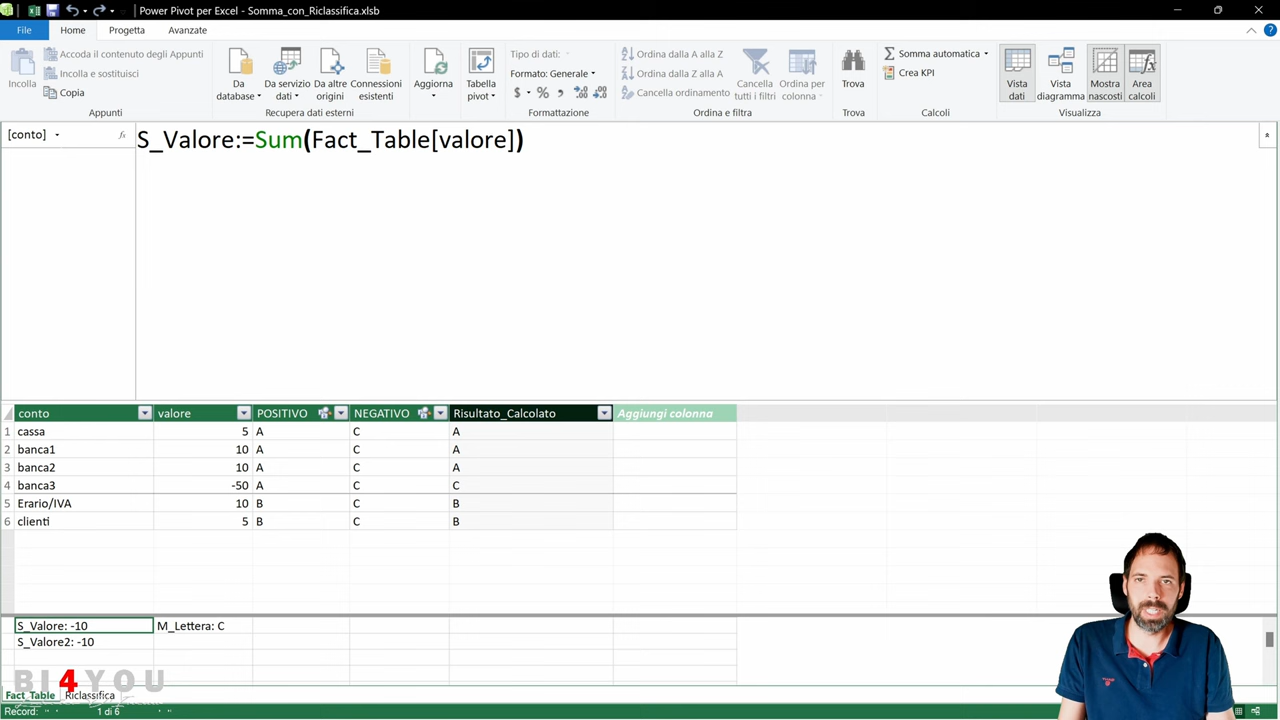 Power Pivot per Excel - Somma_con_Riclassifica.xlsb
File Home Progetta Avanzate
Incolla
Accoda il contenuto degli Appunti
Incolla e sostituisci
Copia
Appunti
Da database
Da servizio dati
Da altre origini
Connessioni esistenti
Recupera dati esterni
Aggiorna
Tabella pivot
Tipo di dati:
Formato: Generale
$ % ,
Formattazione
Ordina dalla A alla Z
Ordina dalla Z alla A
Cancella ordinamento
Cancella tutti i filtri
Ordina per colonna
Ordina e filtra
Trova
Trova
Somma automatica
Crea KPI
Calcoli
Vista dati
Vista diagramma
Mostra nascosti
Area calcoli
Visualizza
[conto] fx S_Valore:=Sum(Fact_Table[valore])
conto valore POSITIVO NEGATIVO Risultato_Calcolato Aggiungi colonna
1 cassa 5 A C A
2 banca1 10 A C A
3 banca2 10 A C A
4 banca3 -50 A C C
5 Erario/IVA 10 B C B
6 clienti 5 B C B
S_Valore: -10 M_Lettera: C
S_Valore2: -10
BI4YOU
Fact_Table Riclassifica
Record: 1 di 6